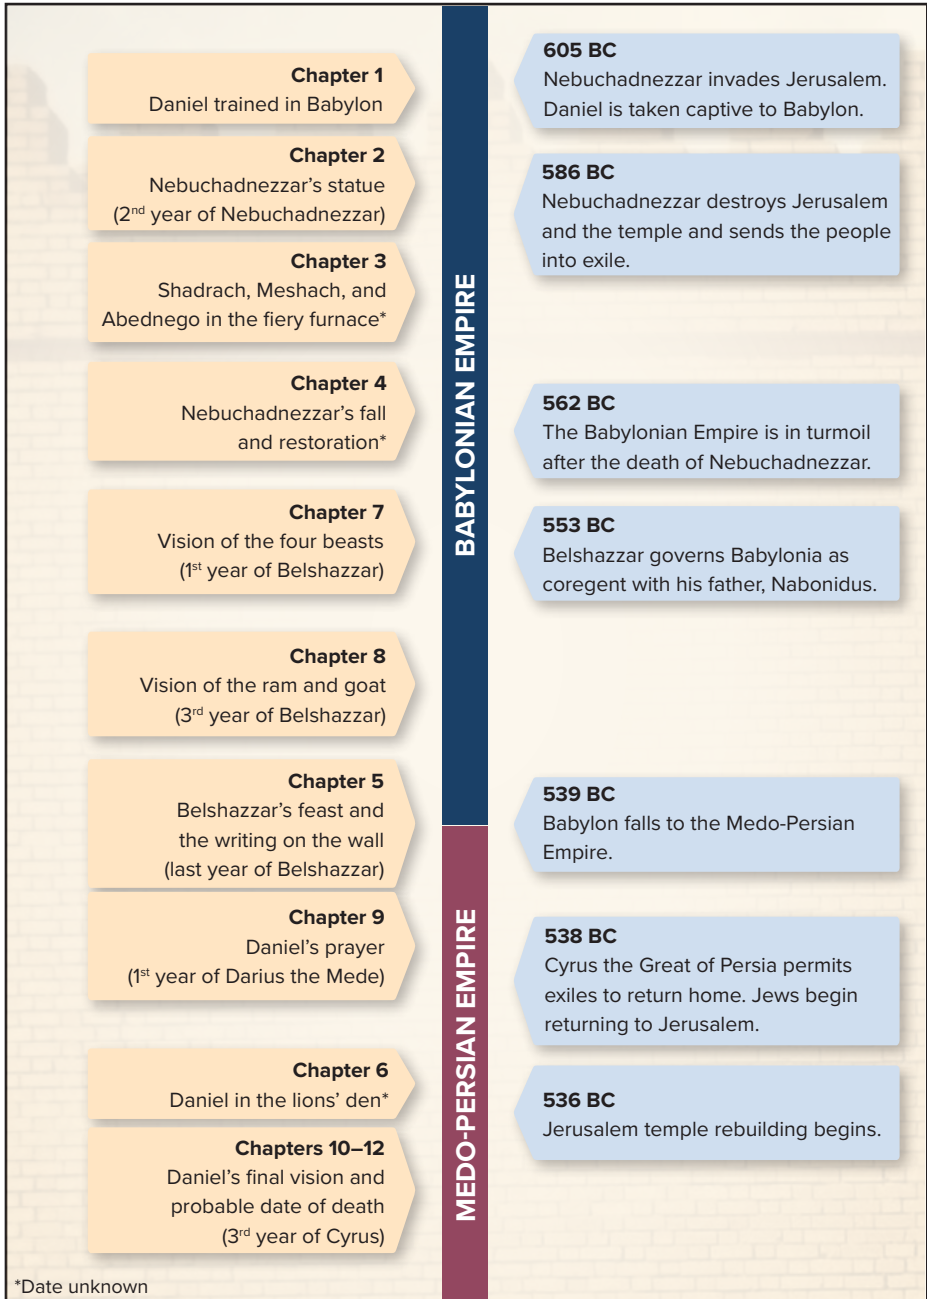 Chapter 1
Daniel trained in Babylon
Chapter 2
Nebuchadnezzar’s statue
(2nd year of Nebuchadnezzar)
Chapter 3
Shadrach, Meshach, and
Abednego in the fiery furnace*
Chapter 4
Nebuchadnezzar’s fall
and restoration*
Chapter 7
Vision of the four beasts
(1st year of Belshazzar)
Chapter 8
Vision of the ram and goat
(3rd year of Belshazzar)
Chapter 5
Belshazzar’s feast and
the writing on the wall
(last year of Belshazzar)
Chapter 9
Daniel’s prayer
(1st year of Darius the Mede)
Chapter 6
Daniel in the lions’ den*
Chapters 10–12
Daniel’s final vision and
probable date of death
(3rd year of Cyrus)
BABYLONIAN EMPIRE
MEDO-PERSIAN EMPIRE
605 BC
Nebuchadnezzar invades Jerusalem.
Daniel is taken captive to Babylon.
586 BC
Nebuchadnezzar destroys Jerusalem
and the temple and sends the people
into exile.
562 BC
The Babylonian Empire is in turmoil
after the death of Nebuchadnezzar.
553 BC
Belshazzar governs Babylonia as
coregent with his father, Nabonidus.
539 BC
Babylon falls to the Medo-Persian
Empire.
538 BC
Cyrus the Great of Persia permits
exiles to return home. Jews begin
returning to Jerusalem.
536 BC
Jerusalem temple rebuilding begins.
*Date unknown